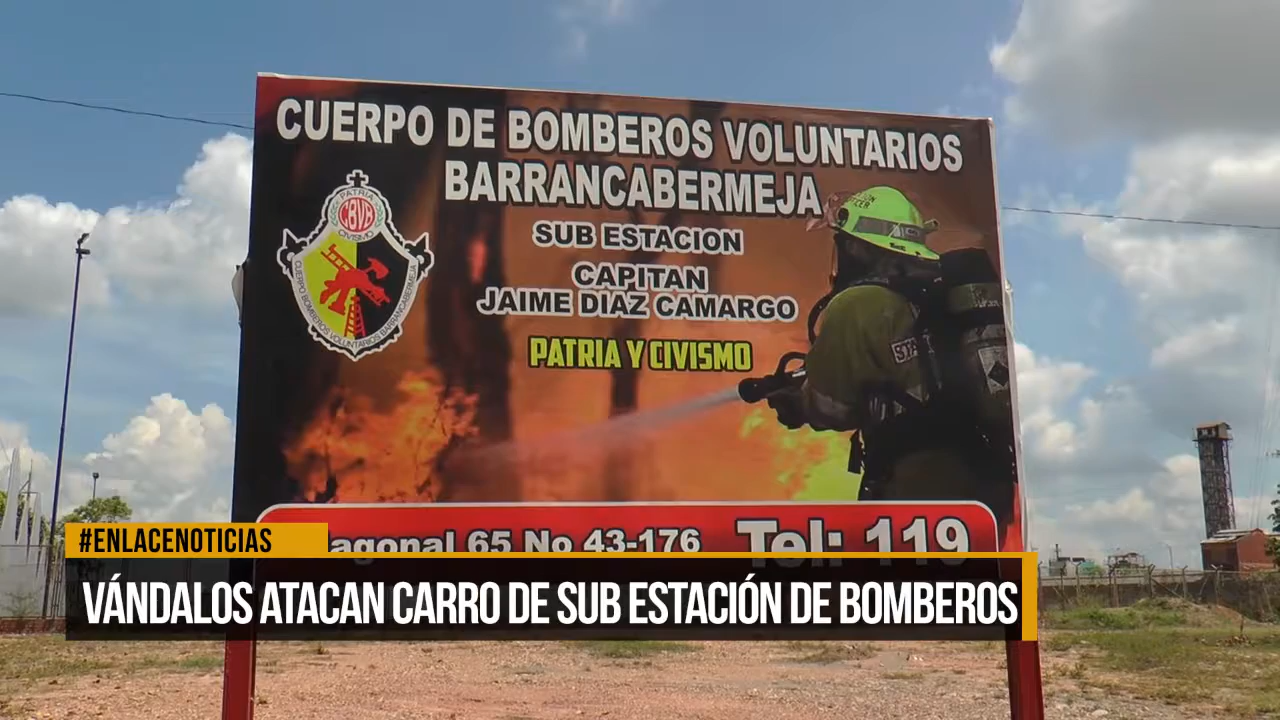 CUERPO DE BOMBEROS VOLUNTARIOS
BARRANCABERMEJA
SUB ESTACION
CAPITAN
JAIME DIAZ CAMARGO
PATRIA Y CIVISMO
PATRIA
CBVB
CIVISMO
CUERPO BOMBEROS VOLUNTARIOS BARRANCABERMEJA
65 No 43-176 Tel: 119
#ENLACENOTICIAS
VÁNDALOS ATACAN CARRO DE SUB ESTACIÓN DE BOMBEROS